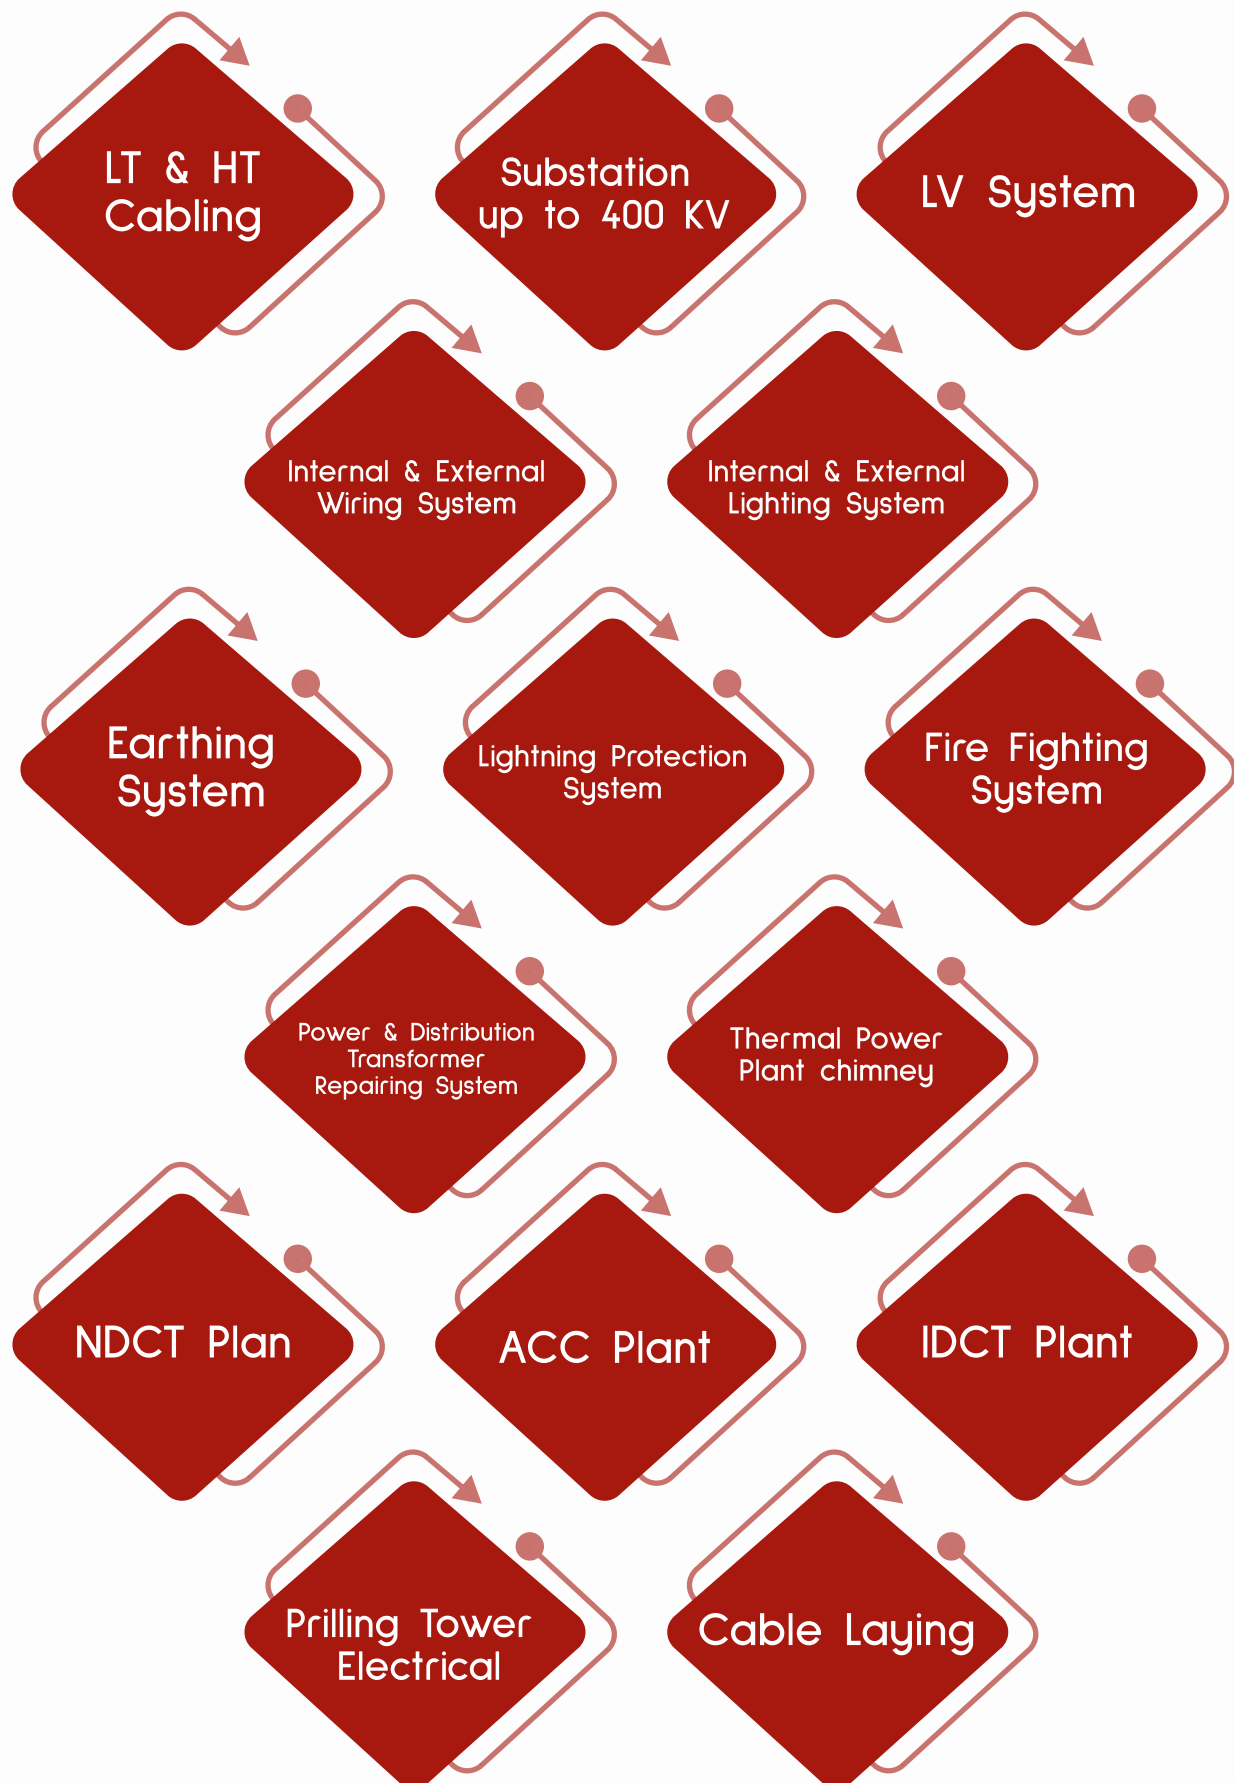 LT & HT
Cabling
Substation
up to 400 KV
LV System
Internal & External
Wiring System
Internal & External
Lighting System
Earthing
System
Lightning Protection
System
Fire Fighting
System
Power & Distribution
Transformer
Repairing System
Thermal Power
Plant chimney
NDCT Plan
ACC Plant
IDCT Plant
Prilling Tower
Electrical
Cable Laying